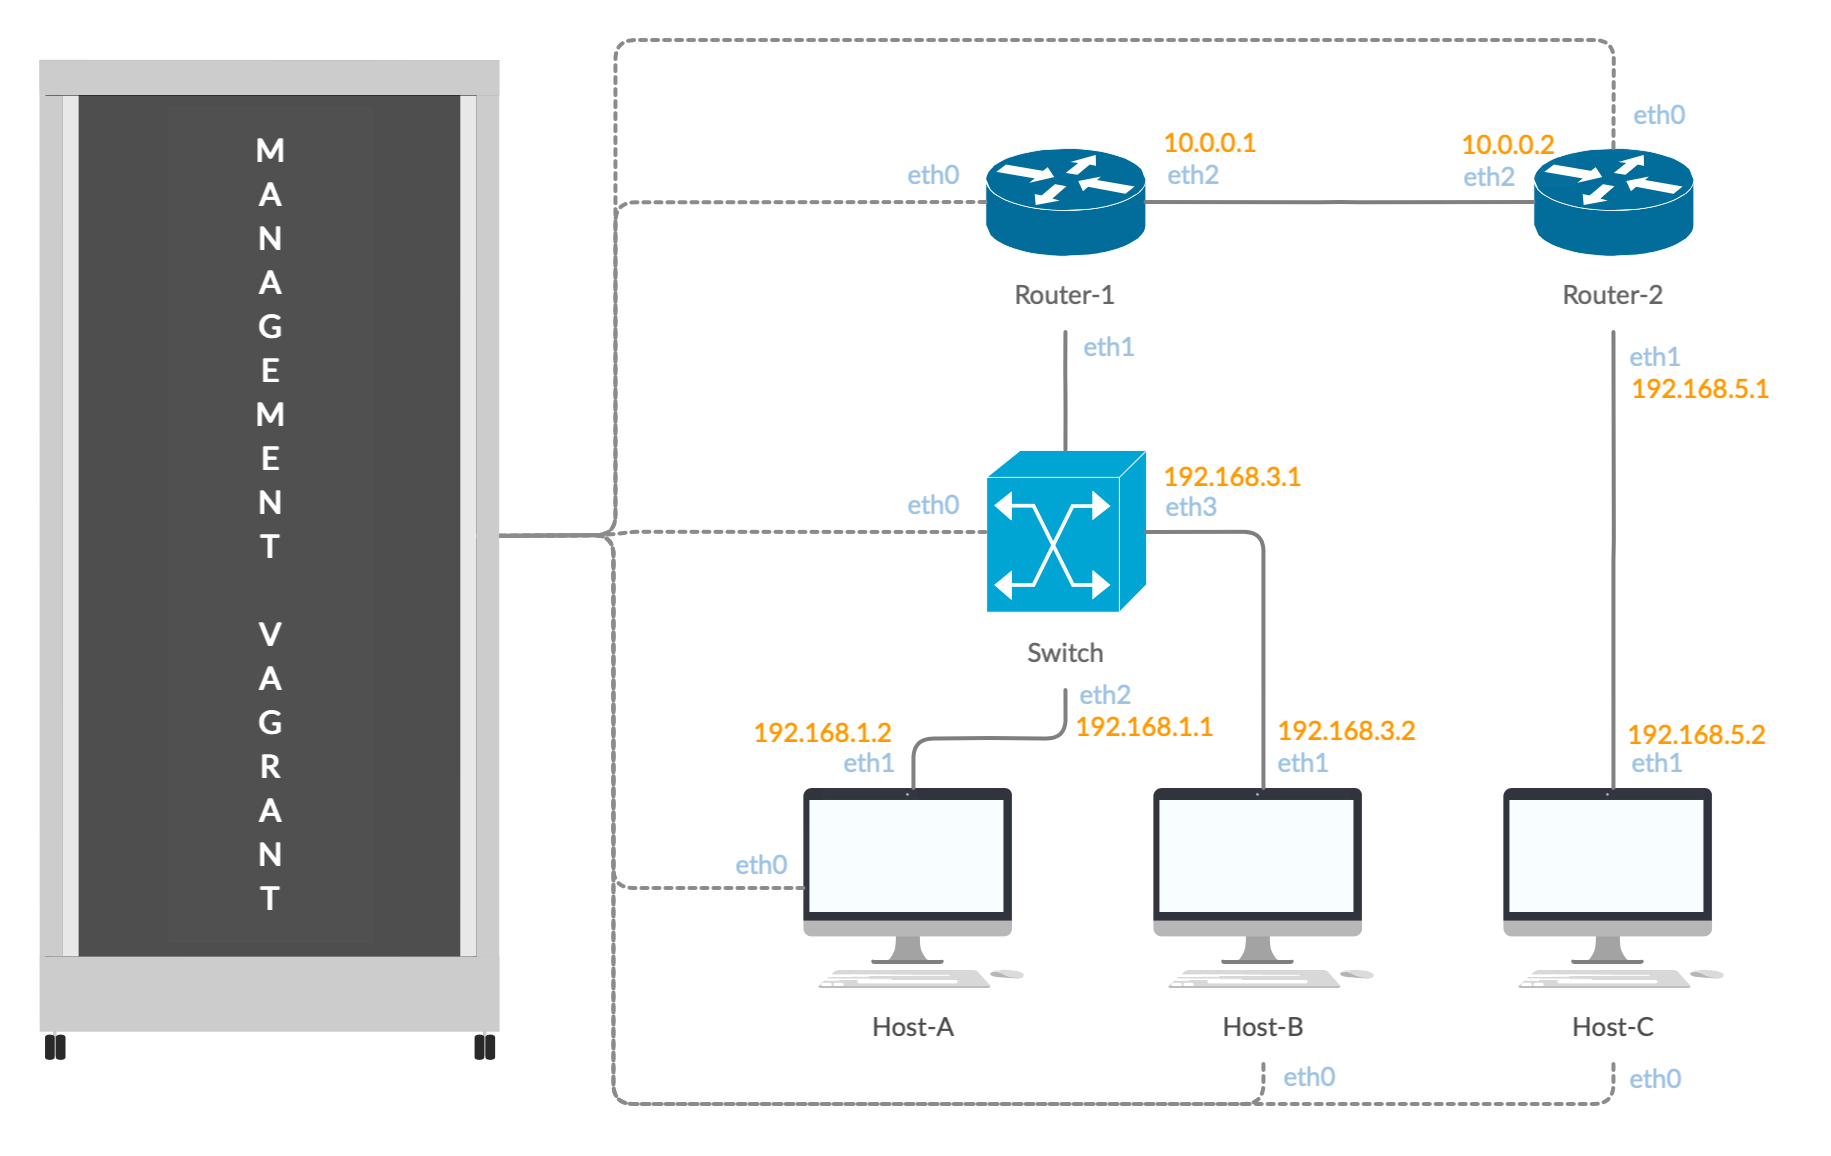 MANAGEMENT VAGRANT
eth0
10.0.0.1
10.0.0.2
eth0
eth2
eth2
Router-1
Router-2
eth1
eth1
192.168.5.1
192.168.3.1
eth0
eth3
Switch
eth2
192.168.1.2
192.168.1.1
192.168.3.2
192.168.5.2
eth1
eth1
eth1
eth0
Host-A
Host-B
Host-C
eth0
eth0